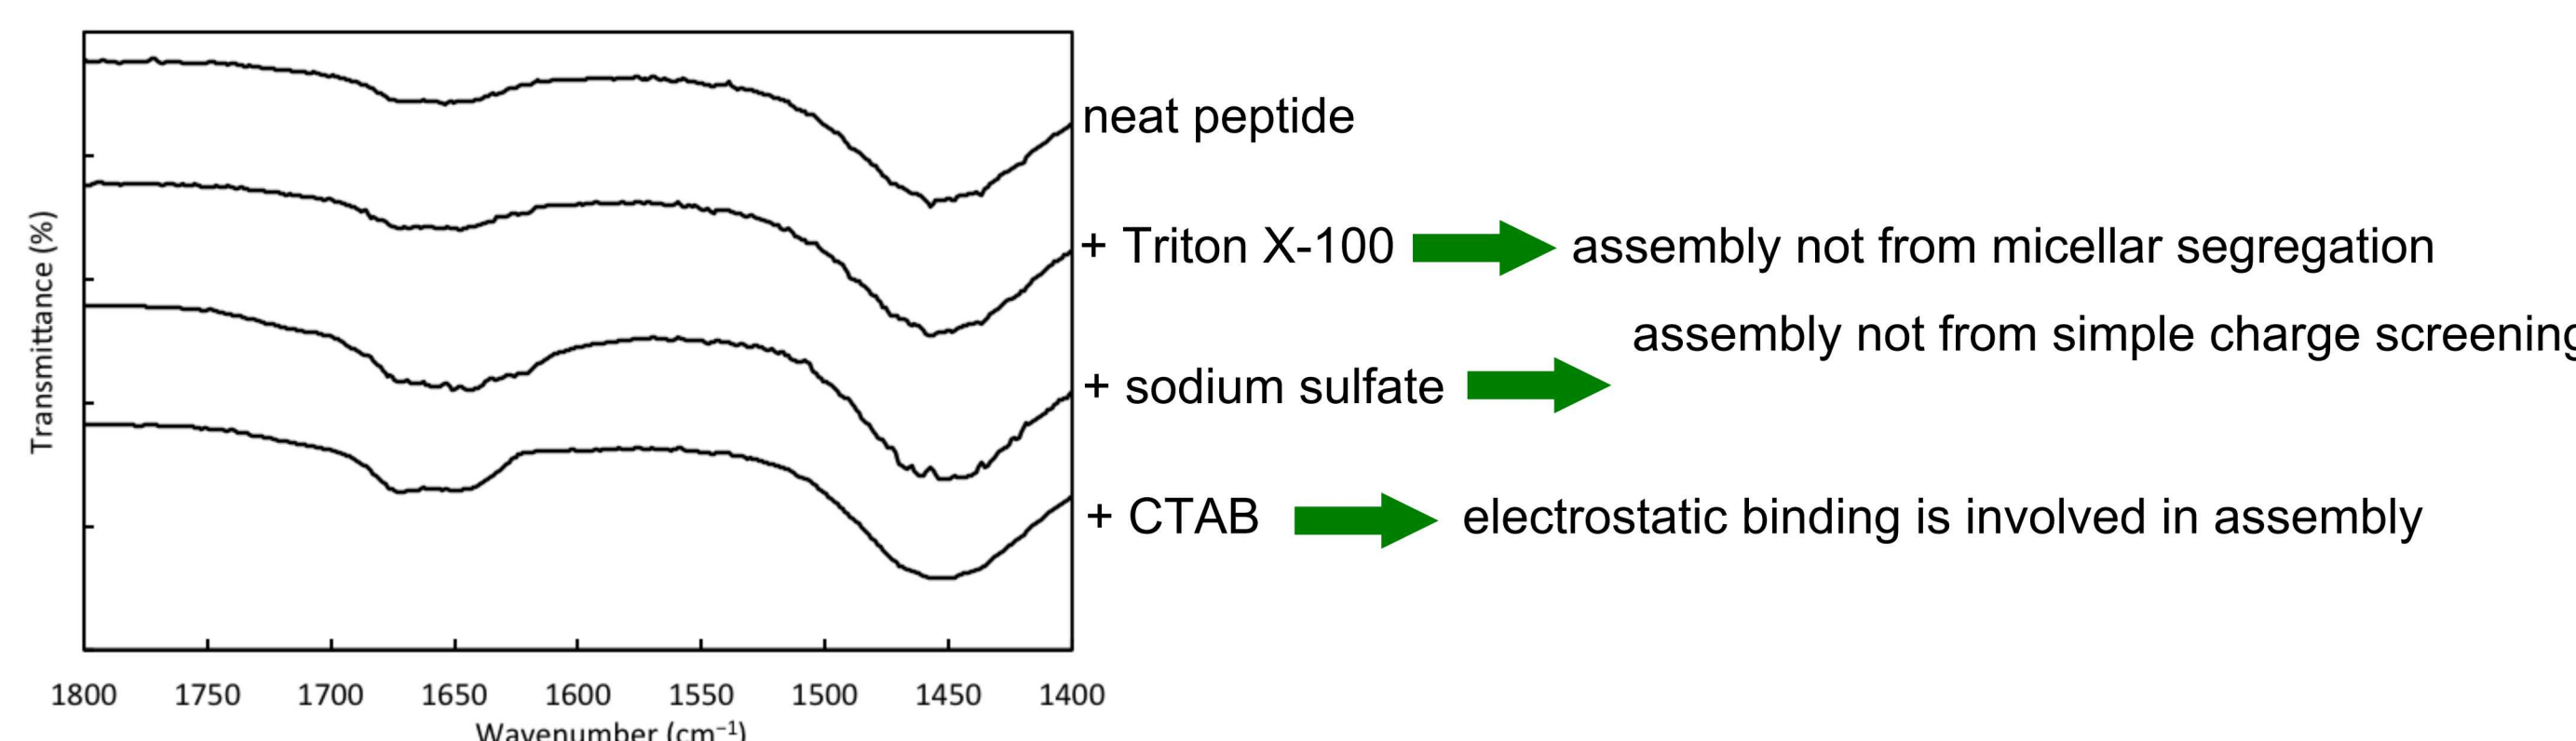 neat peptide
+ Triton X-100 assembly not from micellar segregation
assembly not from simple charge screening
+ sodium sulfate
+ CTAB electrostatic binding is involved in assembly
Transmittance (%)
1800 1750 1700 1650 1600 1550 1500 1450 1400
Wavenumber (cm⁻¹)